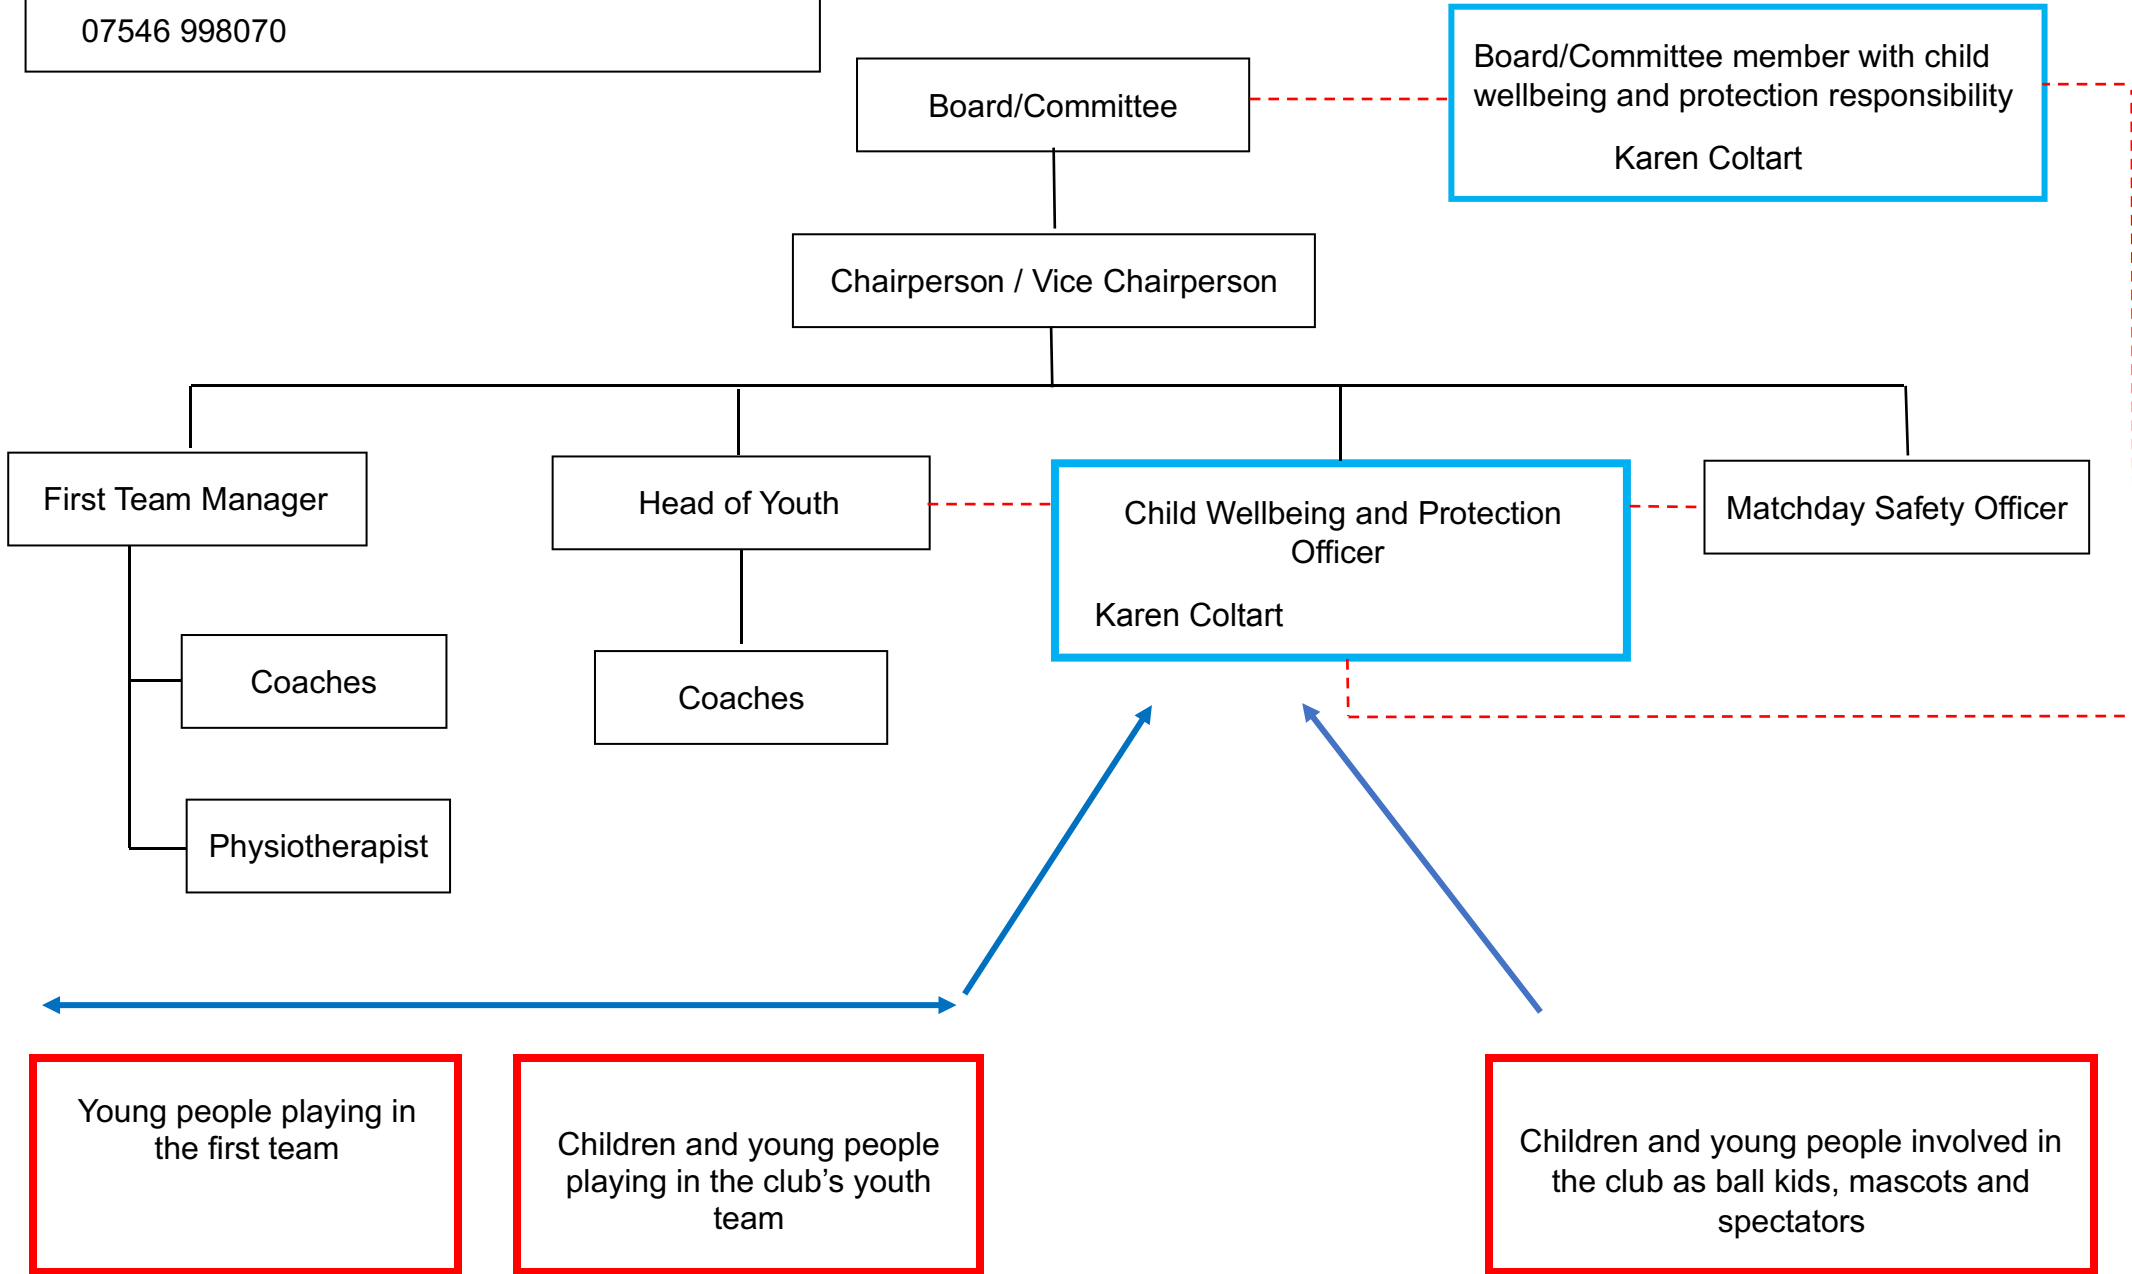 07546 998070
Board/Committee member with child
wellbeing and protection responsibility
Karen Coltart
Board/Committee
Chairperson / Vice Chairperson
First Team Manager
Head of Youth
Child Wellbeing and Protection
Officer
Karen Coltart
Matchday Safety Officer
Coaches
Coaches
Physiotherapist
Young people playing in
the first team
Children and young people
playing in the club’s youth
team
Children and young people involved in
the club as ball kids, mascots and
spectators